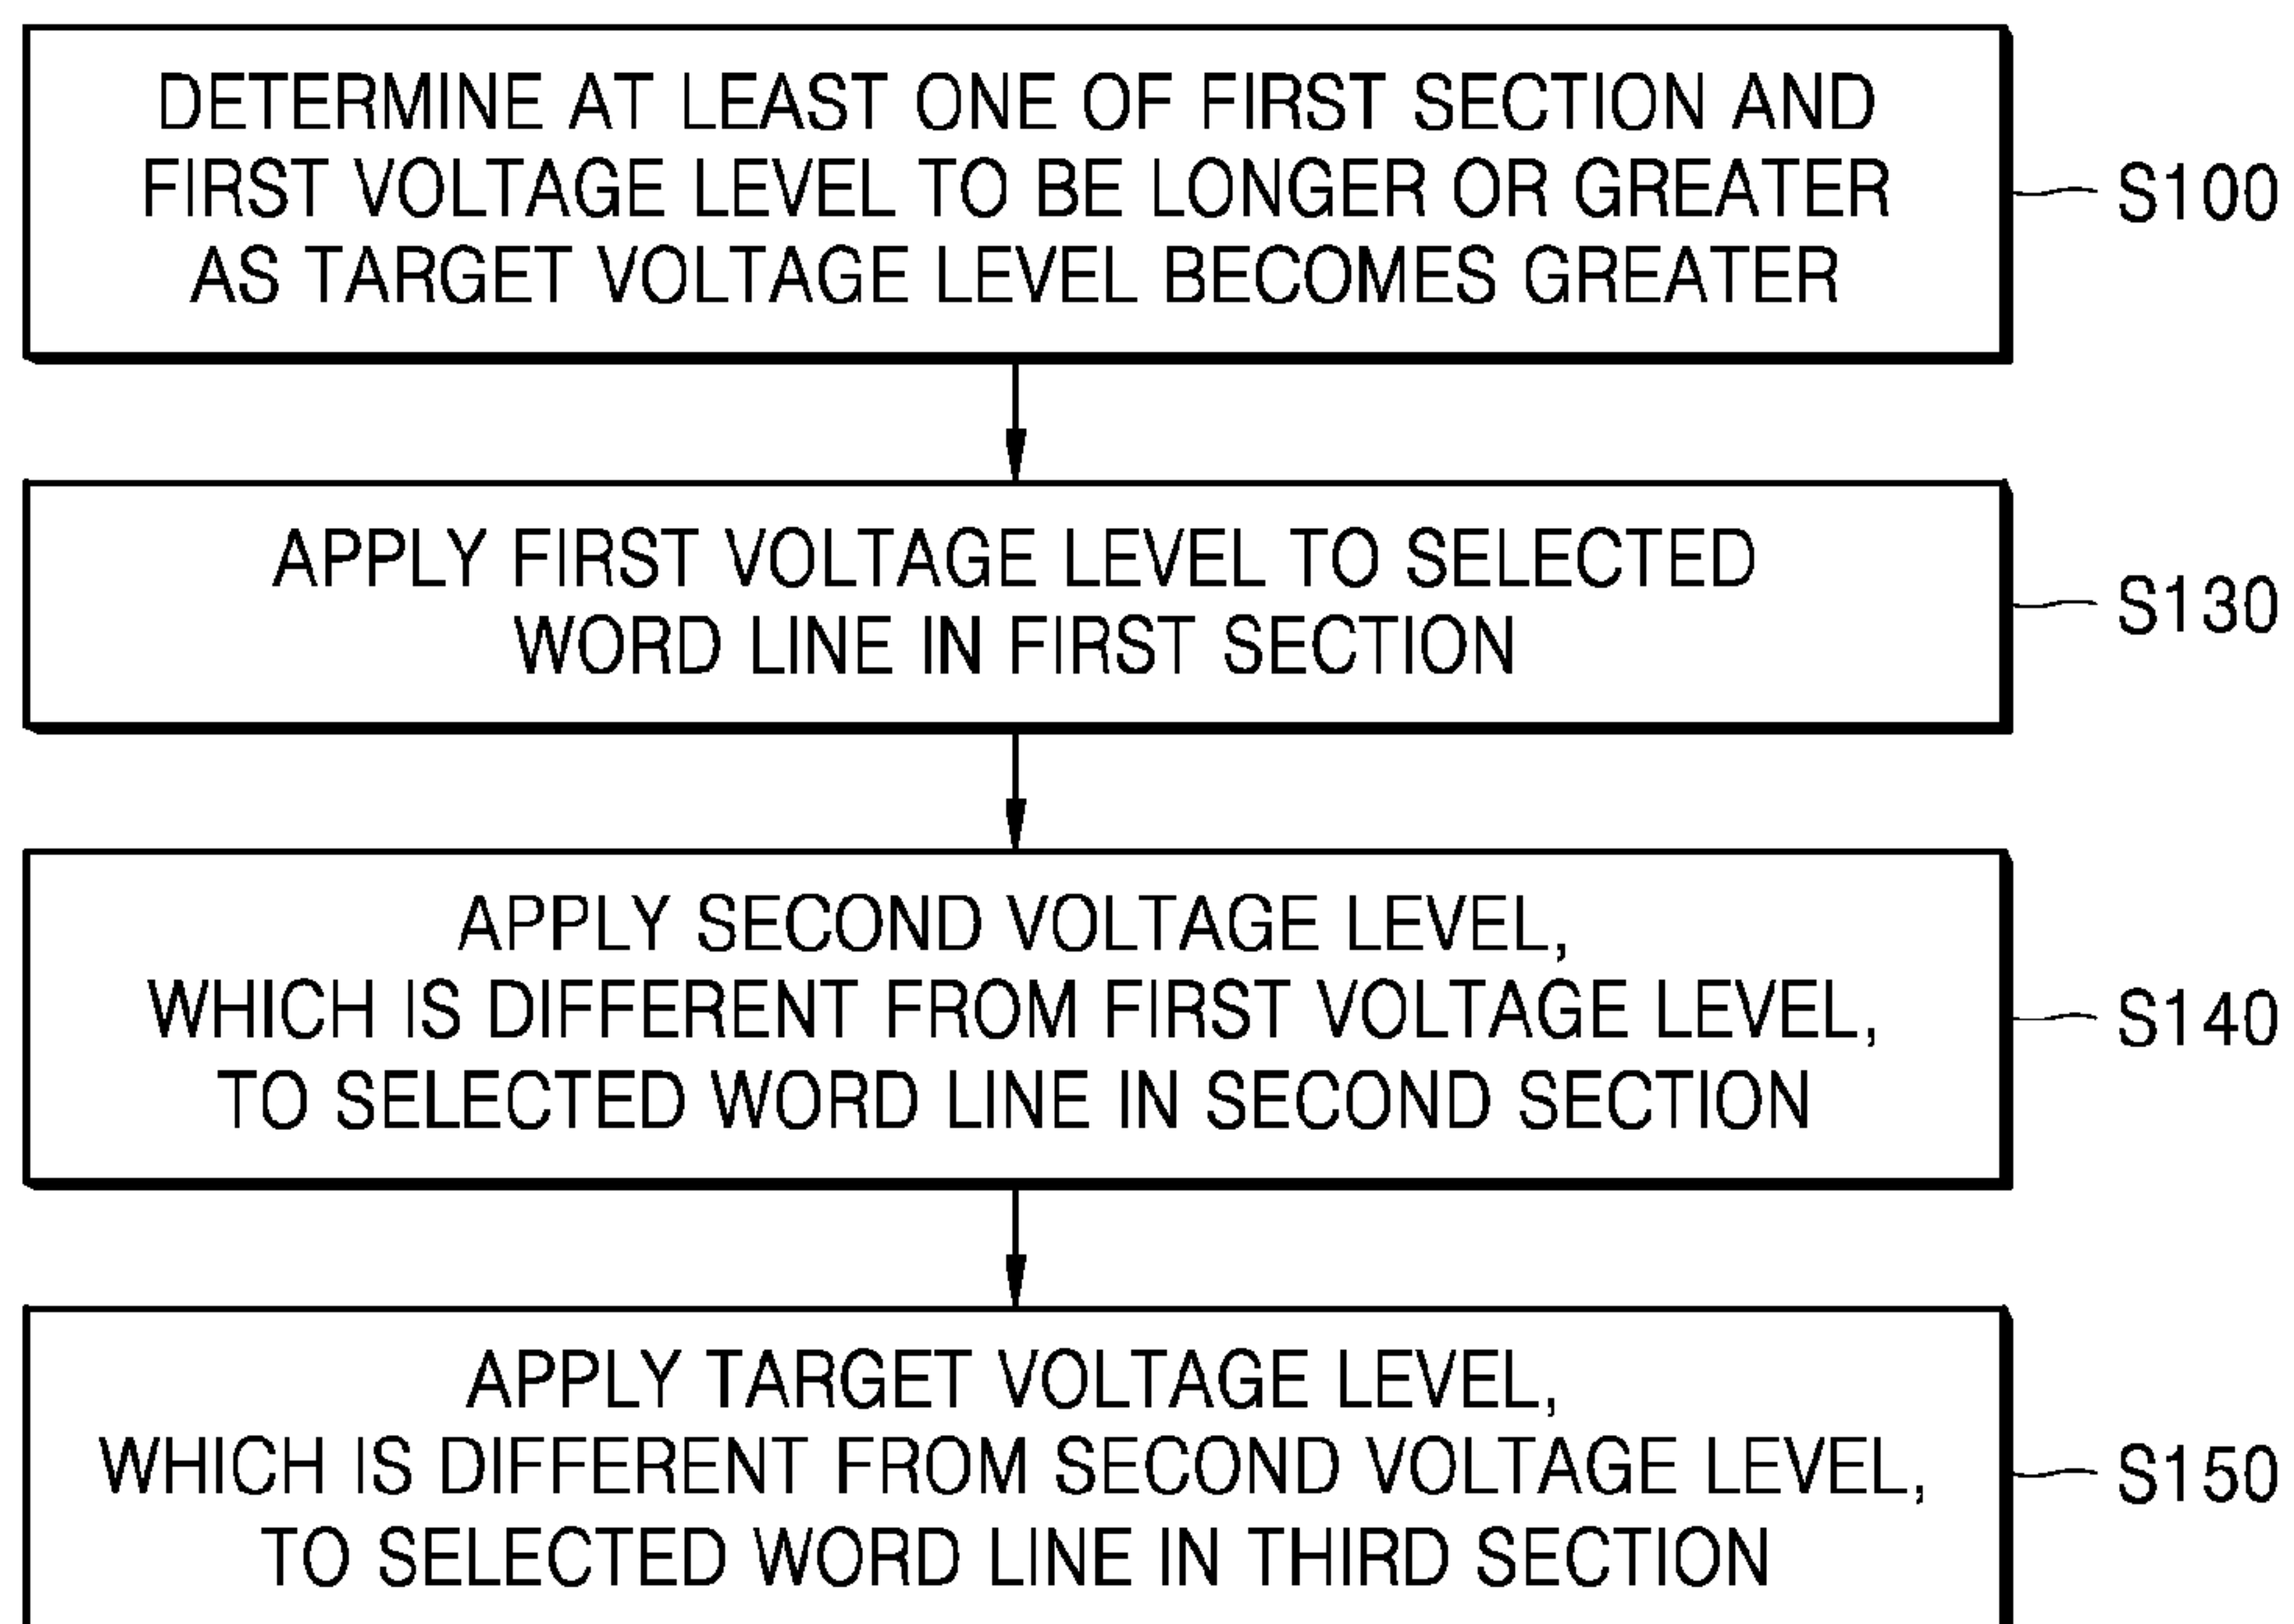 DETERMINE AT LEAST ONE OF FIRST SECTION AND
FIRST VOLTAGE LEVEL TO BE LONGER OR GREATER
AS TARGET VOLTAGE LEVEL BECOMES GREATER
S100
APPLY FIRST VOLTAGE LEVEL TO SELECTED
WORD LINE IN FIRST SECTION
S130
APPLY SECOND VOLTAGE LEVEL,
WHICH IS DIFFERENT FROM FIRST VOLTAGE LEVEL,
TO SELECTED WORD LINE IN SECOND SECTION
S140
APPLY TARGET VOLTAGE LEVEL,
WHICH IS DIFFERENT FROM SECOND VOLTAGE LEVEL,
TO SELECTED WORD LINE IN THIRD SECTION
S150